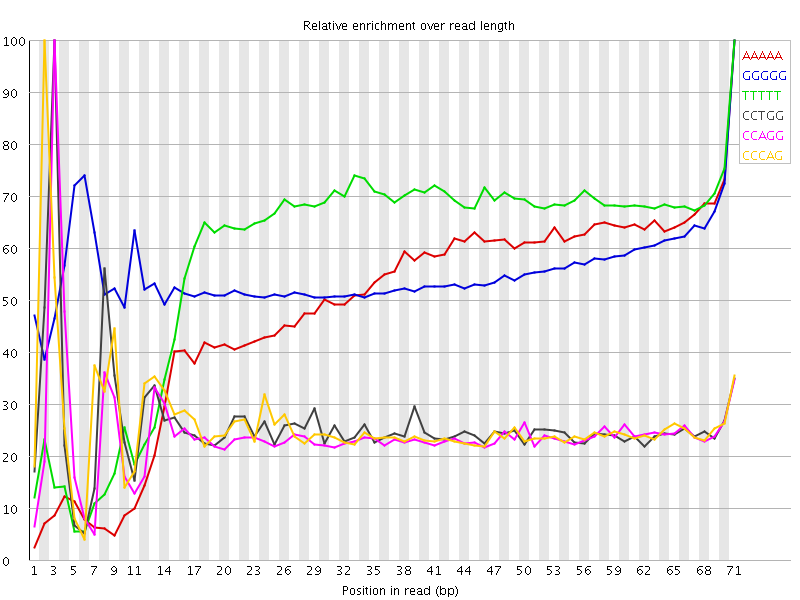 Relative enrichment over read length
100
90
80
70
60
50
40
30
20
10
0
AAAAA
GGGGG
TTTTT
CCTGG
CCAGG
CCCAG
1 2 3 5 7 9 11 14 17 20 23 26 29 32 35 38 41 44 47 50 53 56 59 62 65 68 71
Position in read (bp)